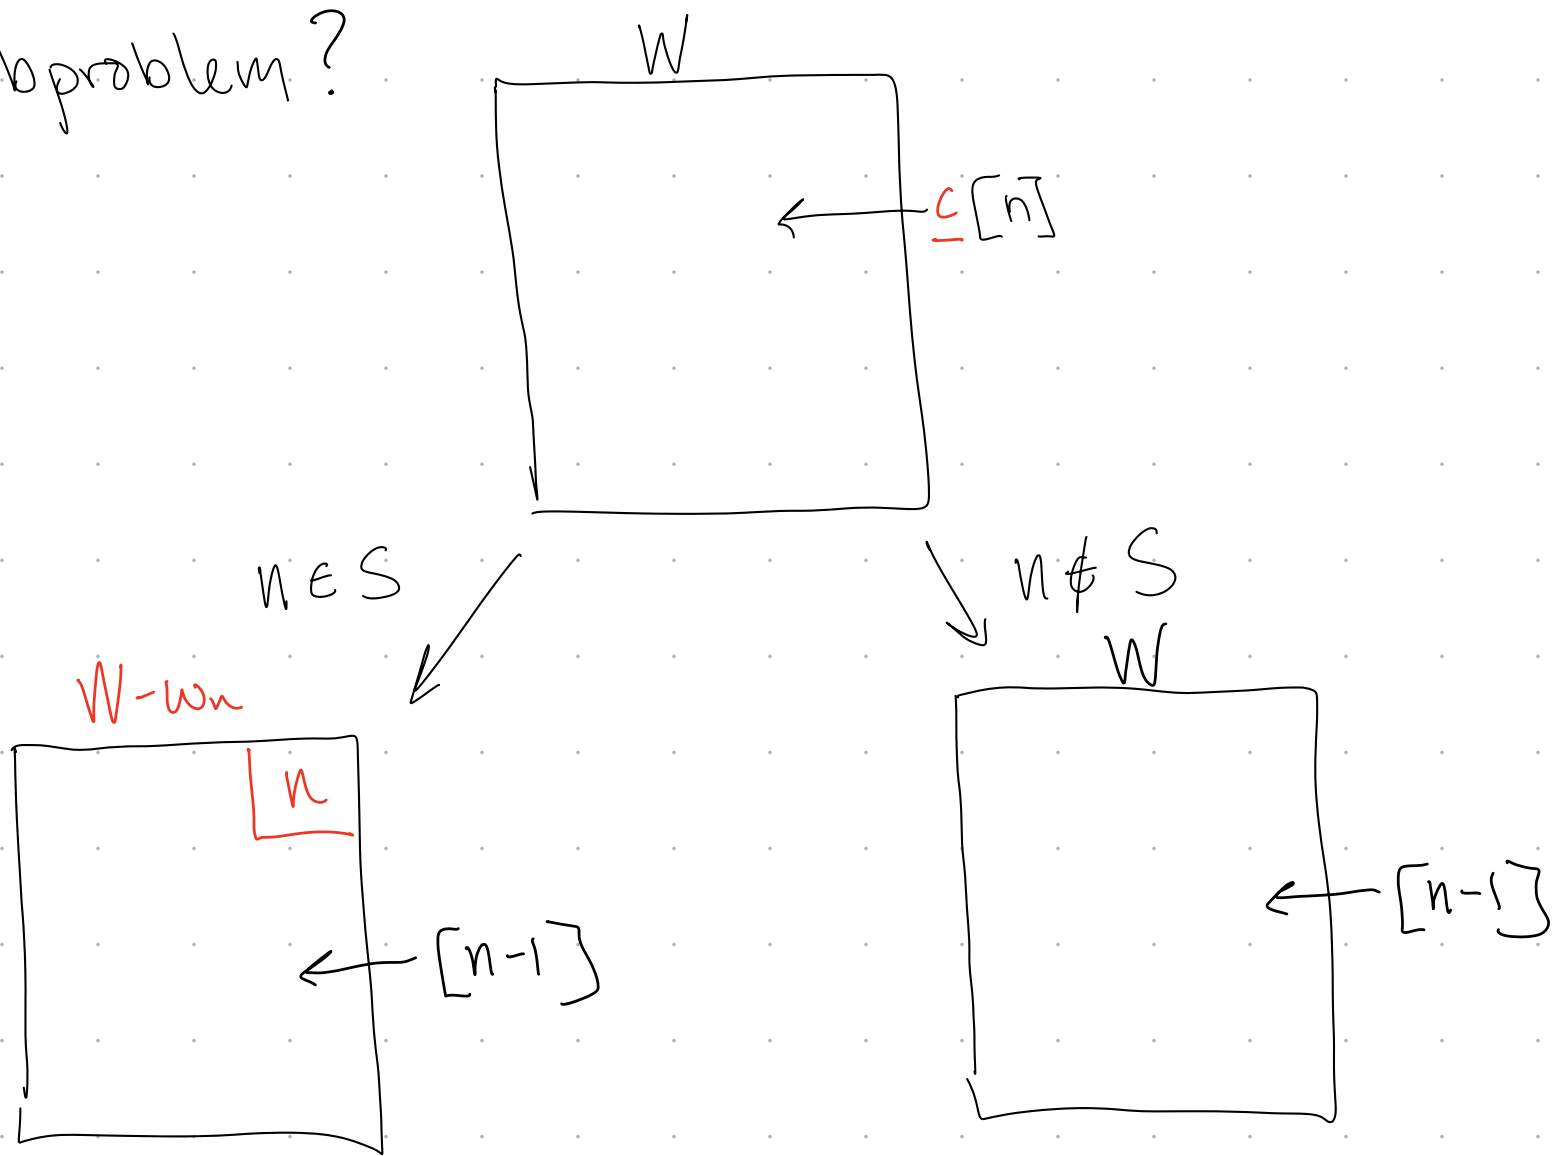 bproblem?
W
⊆ [n]
n ∈ S
n ∉ S
W-wn
W
n
[n-1]
[n-1]